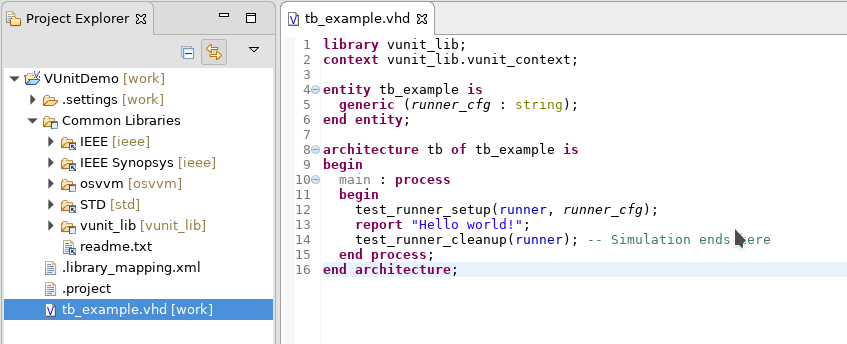 Project Explorer
VUnitDemo [work]
.settings [work]
Common Libraries
IEEE [ieee]
IEEE Synopsys [ieee]
osvvm [osvvm]
STD [std]
vunit_lib [vunit_lib]
readme.txt
.library_mapping.xml
.project
tb_example.vhd [work]
tb_example.vhd
1 library vunit_lib;
2 context vunit_lib.vunit_context;
3
4 entity tb_example is
5   generic (runner_cfg : string);
6 end entity;
7
8 architecture tb of tb_example is
9 begin
10   main : process
11   begin
12     test_runner_setup(runner, runner_cfg);
13     report "Hello world!";
14     test_runner_cleanup(runner); -- Simulation ends here
15   end process;
16 end architecture;